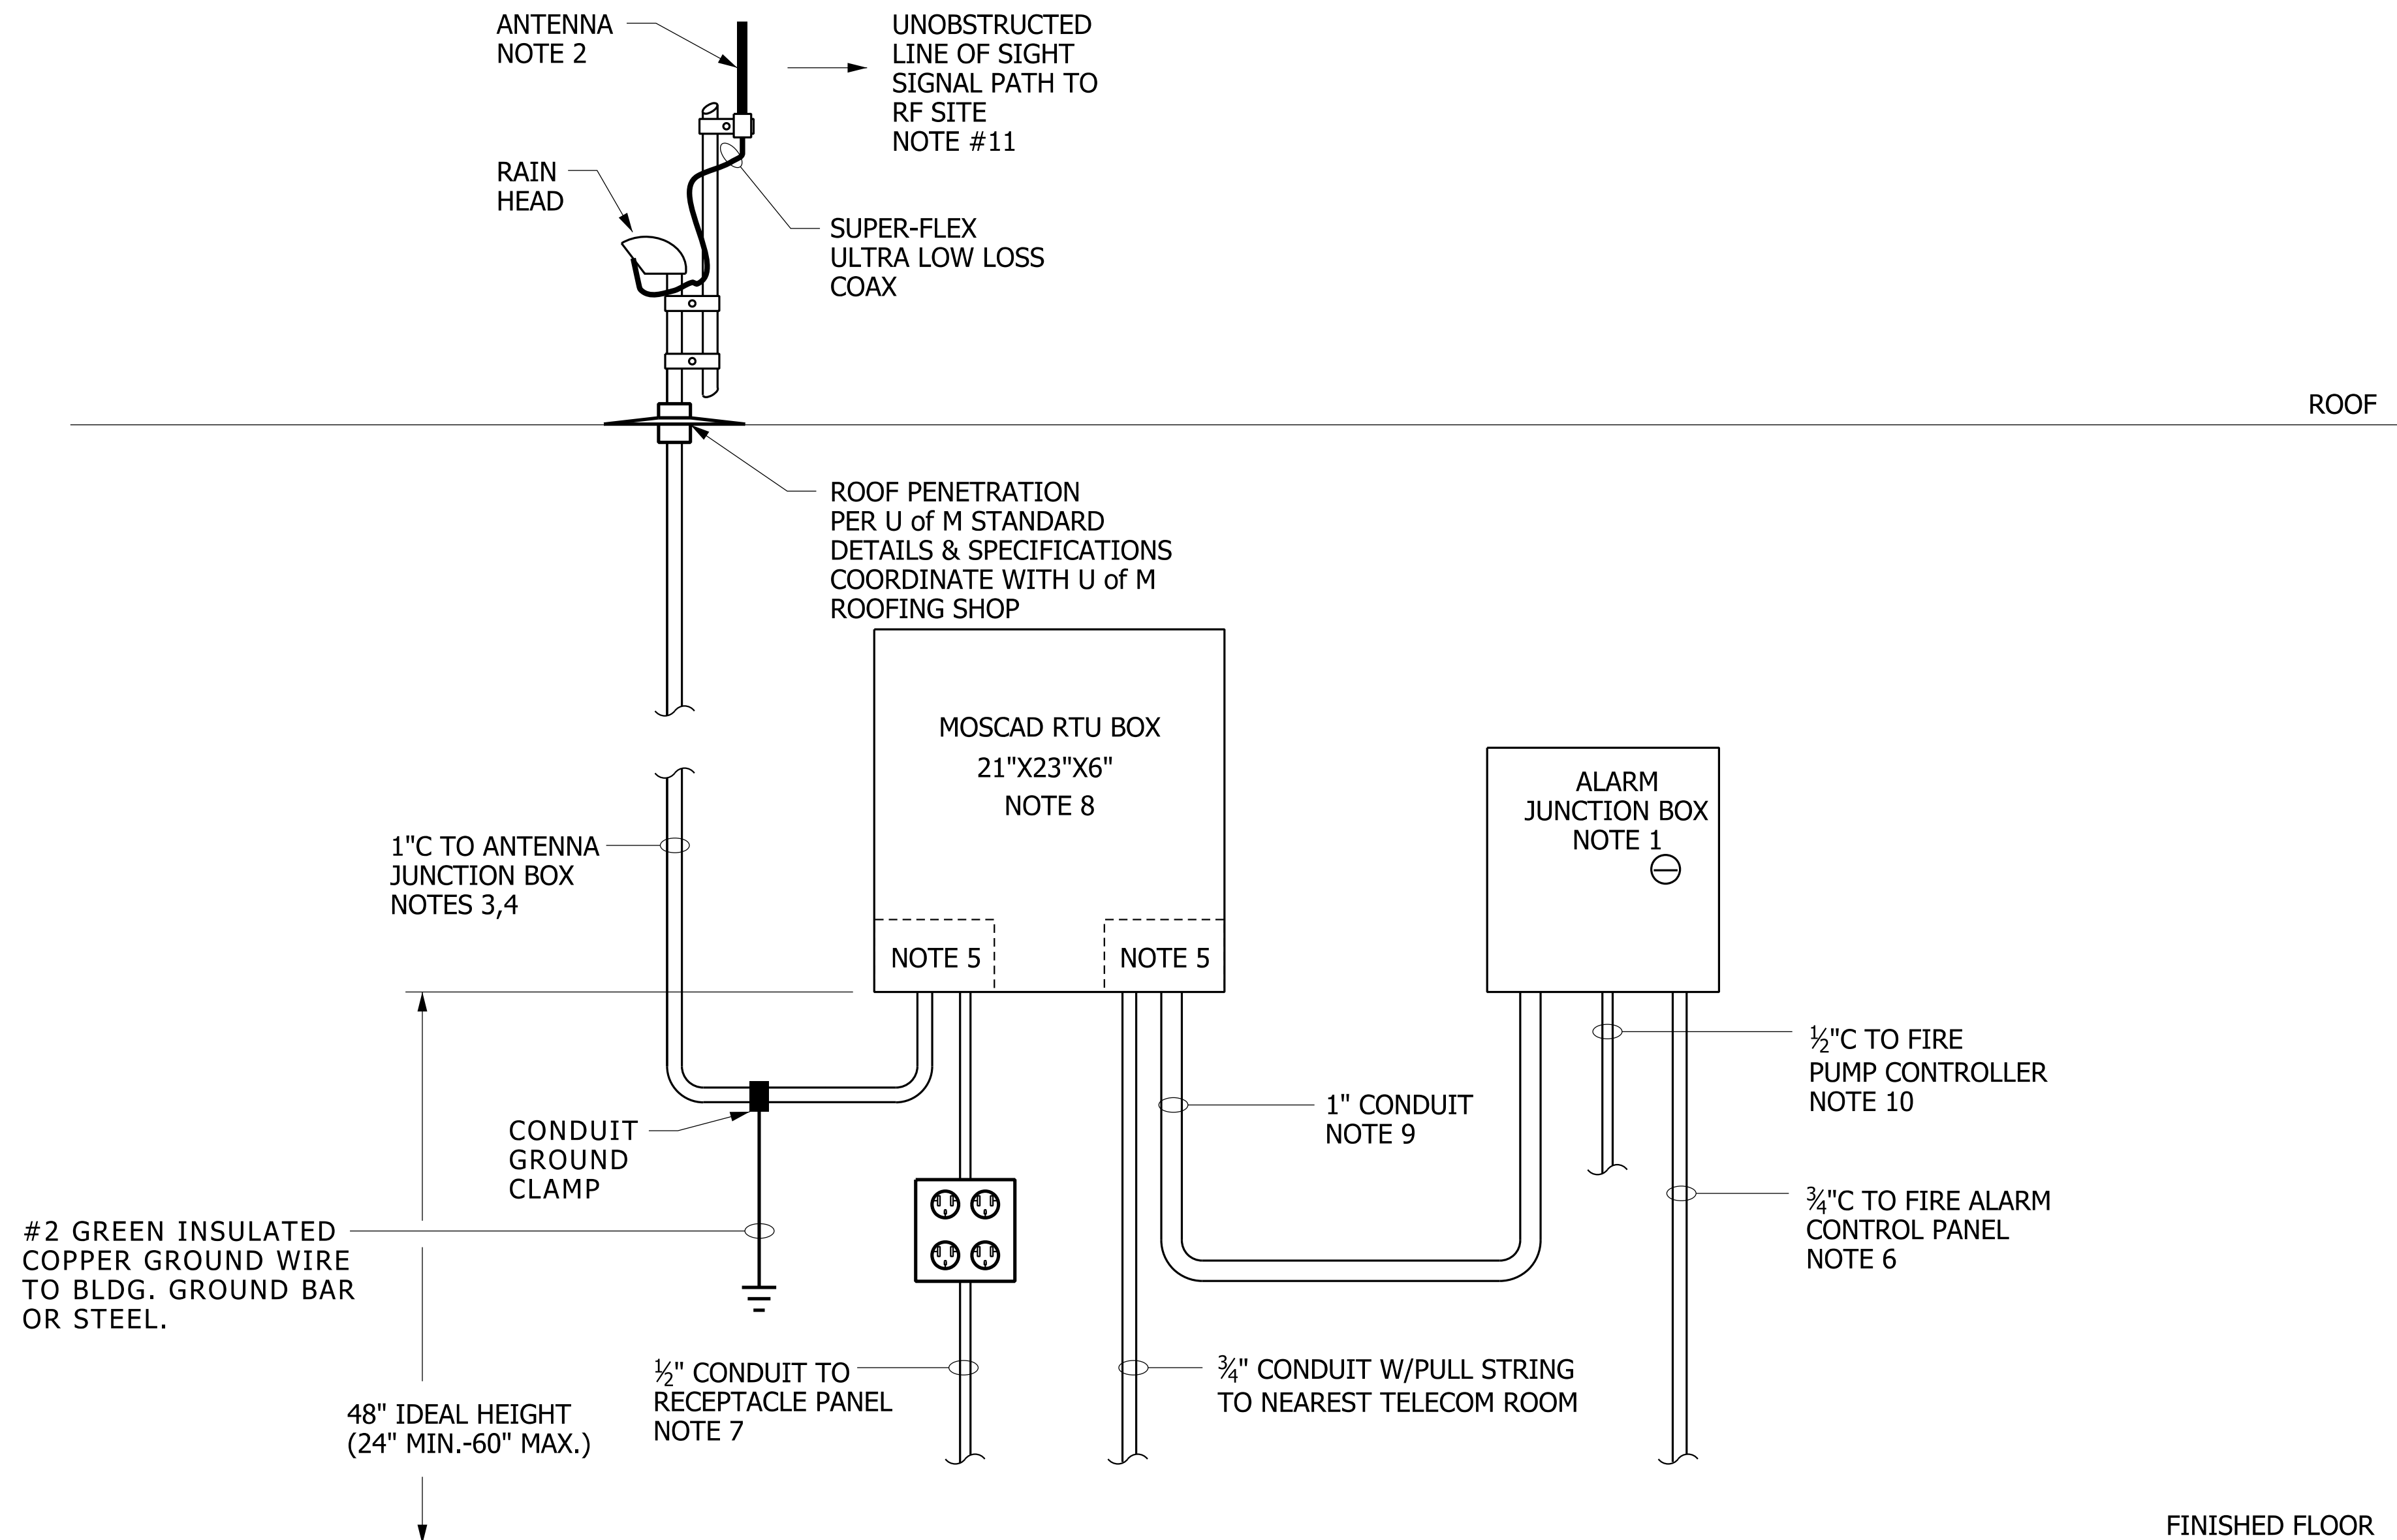 ANTENNA
NOTE 2
UNOBSTRUCTED
LINE OF SIGHT
SIGNAL PATH TO
RF SITE
NOTE #11
RAIN
HEAD
SUPER-FLEX
ULTRA LOW LOSS
COAX
ROOF
ROOF PENETRATION
PER U of M STANDARD
DETAILS & SPECIFICATIONS
COORDINATE WITH U of M
ROOFING SHOP
MOSCAD RTU BOX
21"X23"X6"
NOTE 8
ALARM
JUNCTION BOX
NOTE 1
1"C TO ANTENNA
JUNCTION BOX
NOTES 3,4
NOTE 5
NOTE 5
½"C TO FIRE
PUMP CONTROLLER
NOTE 10
1" CONDUIT
NOTE 9
CONDUIT
GROUND
CLAMP
¾"C TO FIRE ALARM
CONTROL PANEL
NOTE 6
#2 GREEN INSULATED
COPPER GROUND WIRE
TO BLDG. GROUND BAR
OR STEEL.
½" CONDUIT TO
RECEPTACLE PANEL
NOTE 7
¾" CONDUIT W/PULL STRING
TO NEAREST TELECOM ROOM
48" IDEAL HEIGHT
(24" MIN.-60" MAX.)
FINISHED FLOOR